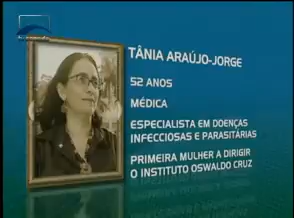 TÂNIA ARAÚJO-JORGE
52 ANOS
MÉDICA
ESPECIALISTA EM DOENÇAS
INFECCIOSAS E PARASITÁRIAS
PRIMEIRA MULHER A DIRIGIR
O INSTITUTO OSWALDO CRUZ